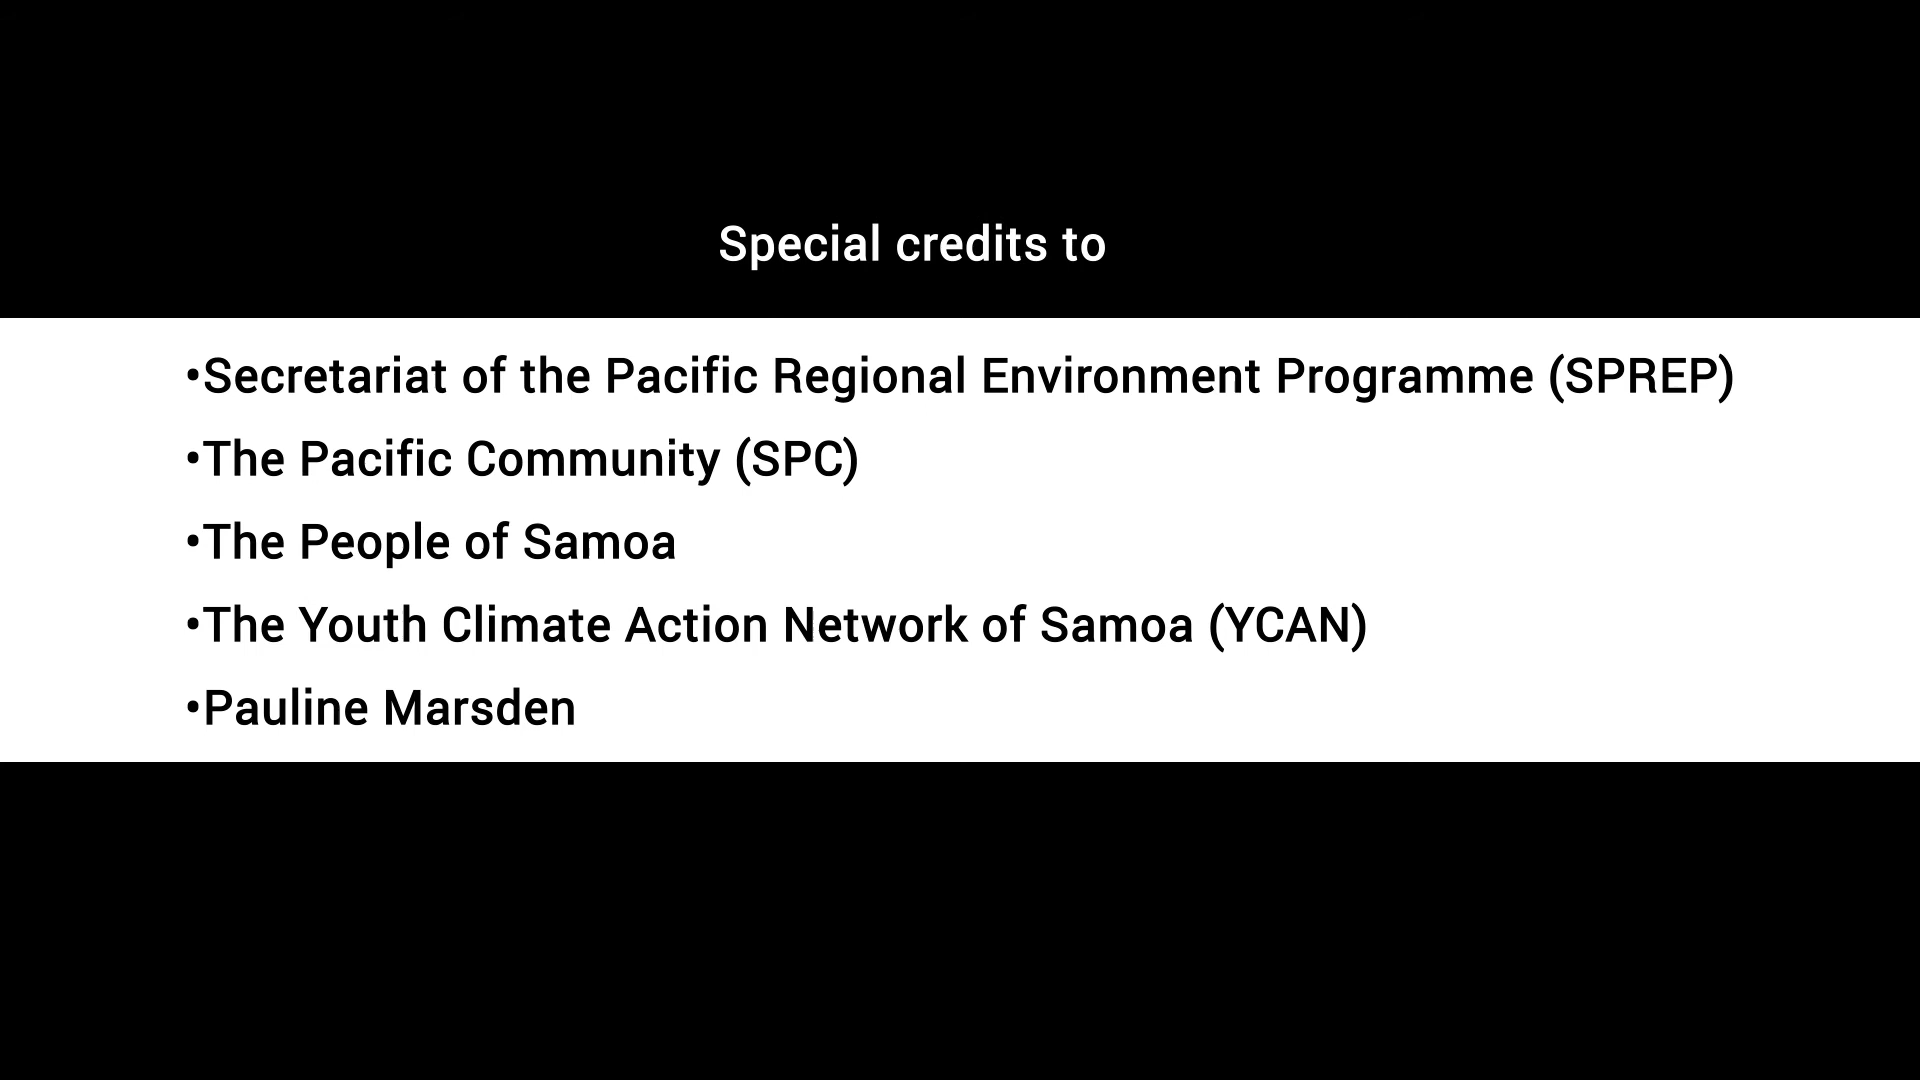 Special credits to
•Secretariat of the Pacific Regional Environment Programme (SPREP)
•The Pacific Community (SPC)
•The People of Samoa
•The Youth Climate Action Network of Samoa (YCAN)
•Pauline Marsden